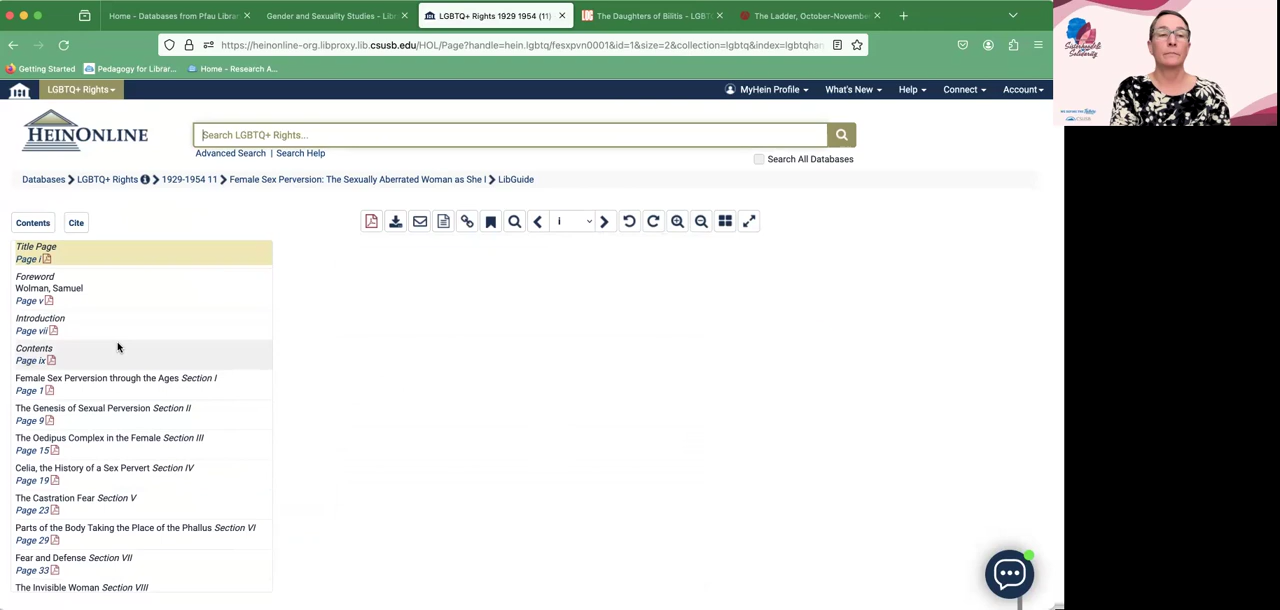 Home - Databases from Pfau Librar
Gender and Sexuality Studies - Lib
LGBTQ+ Rights 1929 1954 (11)
The Daughters of Bilitis - LGBTQ
The Ladder, October-Novembe
https://heinonline-org.libproxy.lib.csusb.edu/HOL/Page?handle=hein.lgbtq/fesxpvn0001&id=1&size=2&collection=lgbtq&index=lgbtqhan
Getting Started
Pedagogy for Librar...
Home - Research A...
LGBTQ+ Rights
MyHein Profile
What's New
Help
Connect
Account
HEINONLINE
Search LGBTQ+ Rights...
Advanced Search | Search Help
Search All Databases
Databases
LGBTQ+ Rights
1929-1954 11
Female Sex Perversion: The Sexually Aberrated Woman as She I
LibGuide
Contents
Cite
i
Title Page
Page i
Foreword
Wolman, Samuel
Page v
Introduction
Page vii
Contents
Page ix
Female Sex Perversion through the Ages Section I
Page 1
The Genesis of Sexual Perversion Section II
Page 9
The Oedipus Complex in the Female Section III
Page 15
Celia, the History of a Sex Pervert Section IV
Page 19
The Castration Fear Section V
Page 23
Parts of the Body Taking the Place of the Phallus Section VI
Page 29
Fear and Defense Section VII
Page 33
The Invisible Woman Section VIII
Sisterhood &
Solidarity
CSUSB